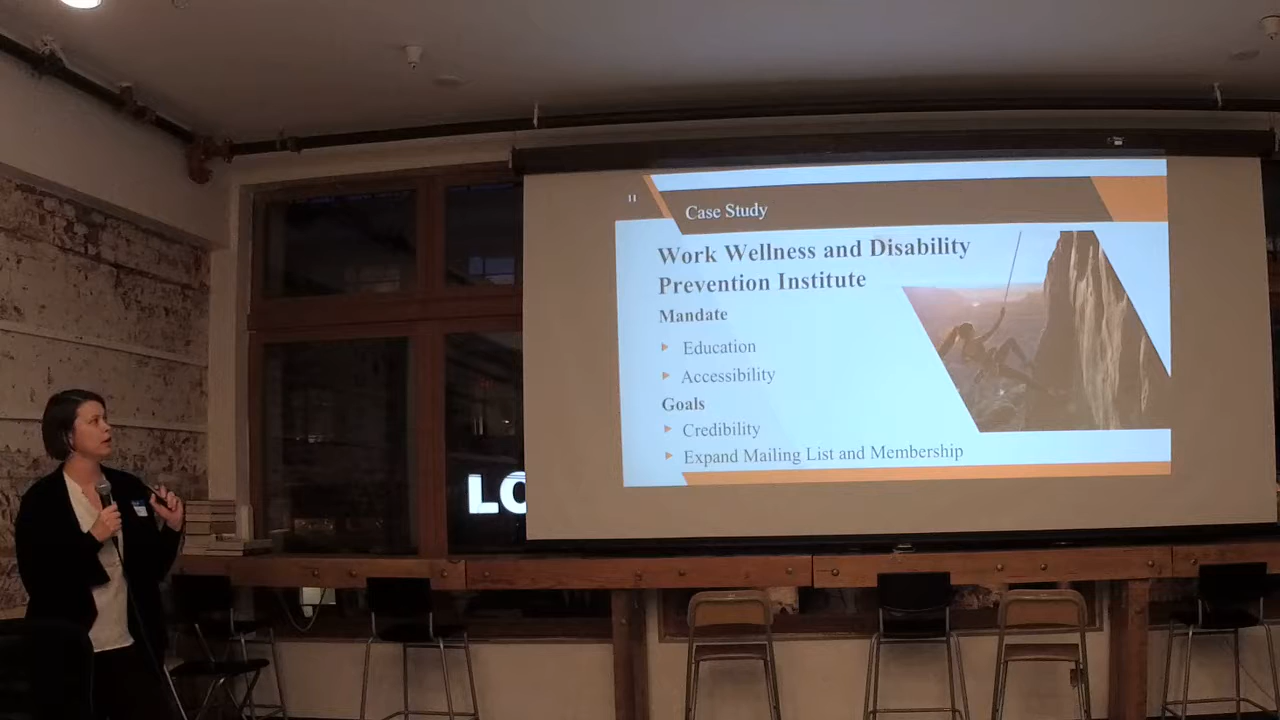 11
Case Study
Work Wellness and Disability
Prevention Institute
Mandate
Education
Accessibility
Goals
Credibility
Expand Mailing List and Membership
LO